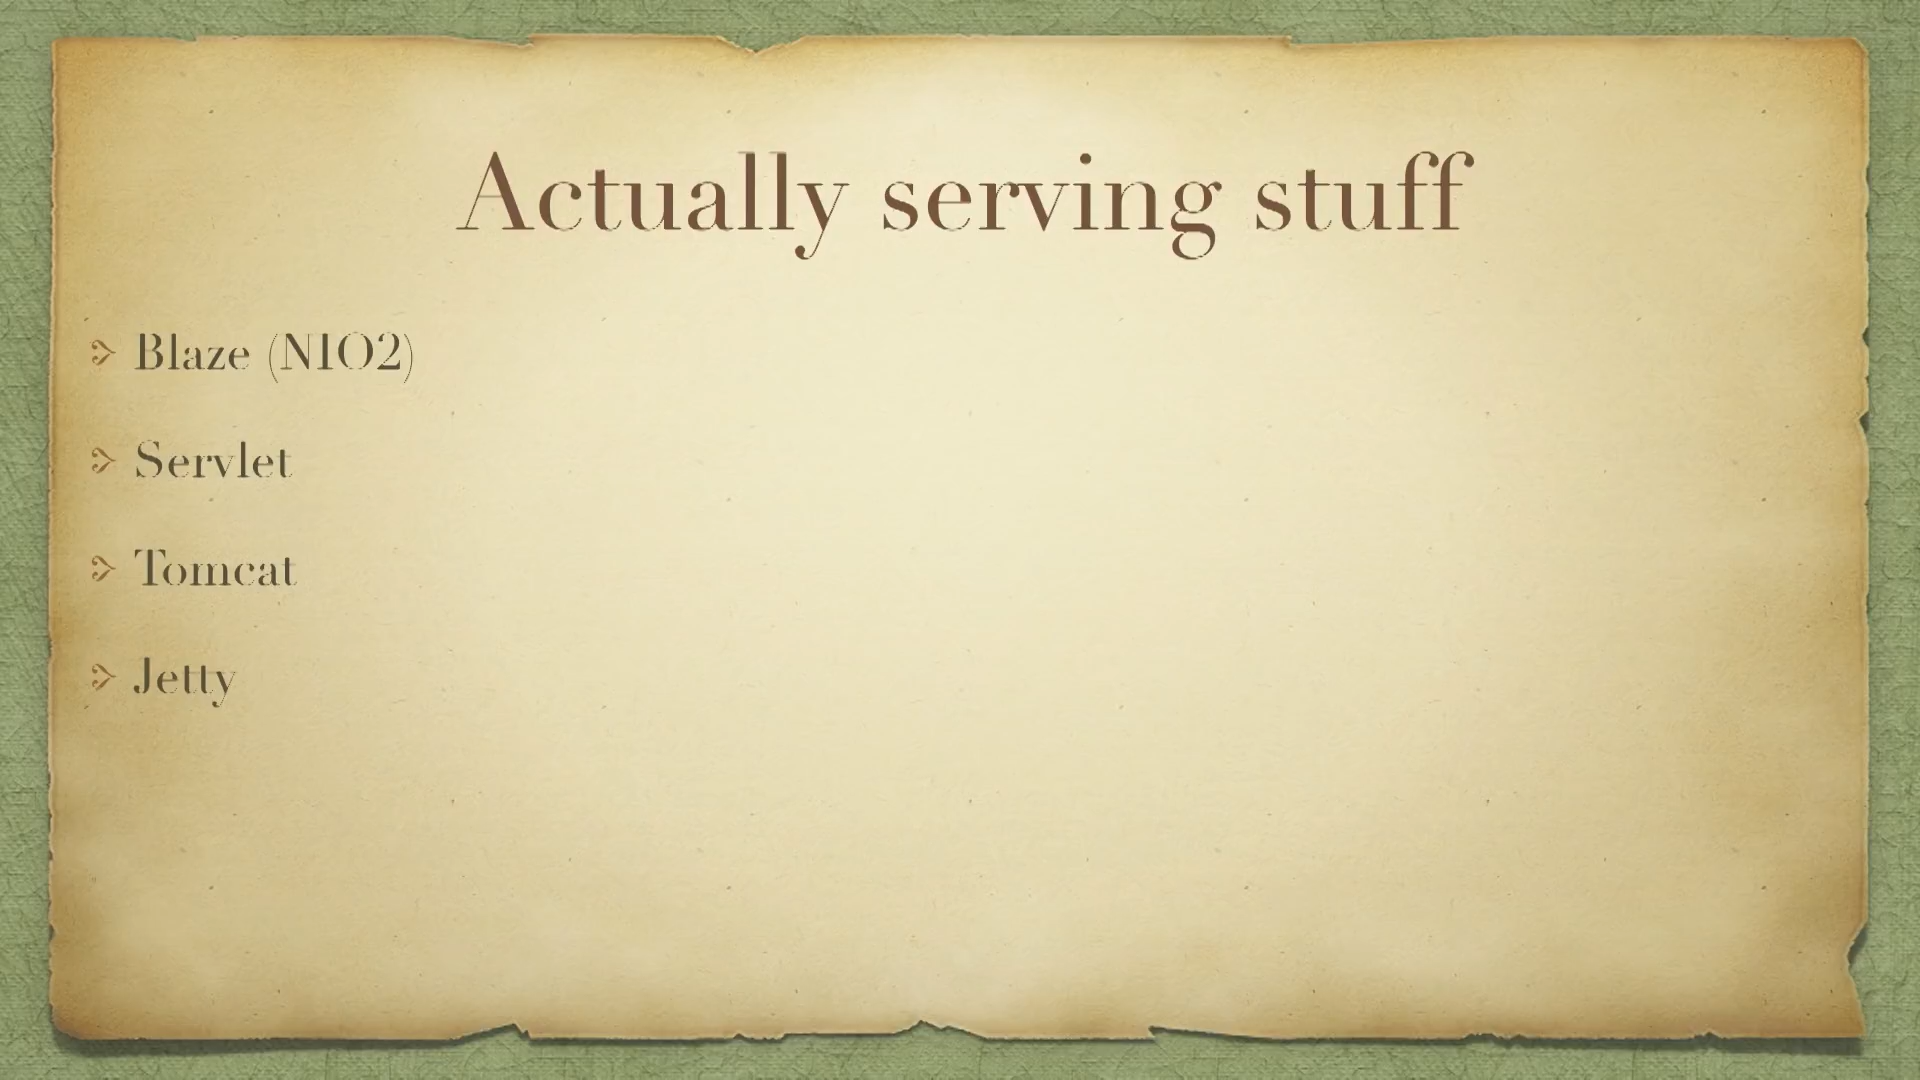 Actually serving stuff
Blaze (NIO2)
Servlet
Tomcat
Jetty